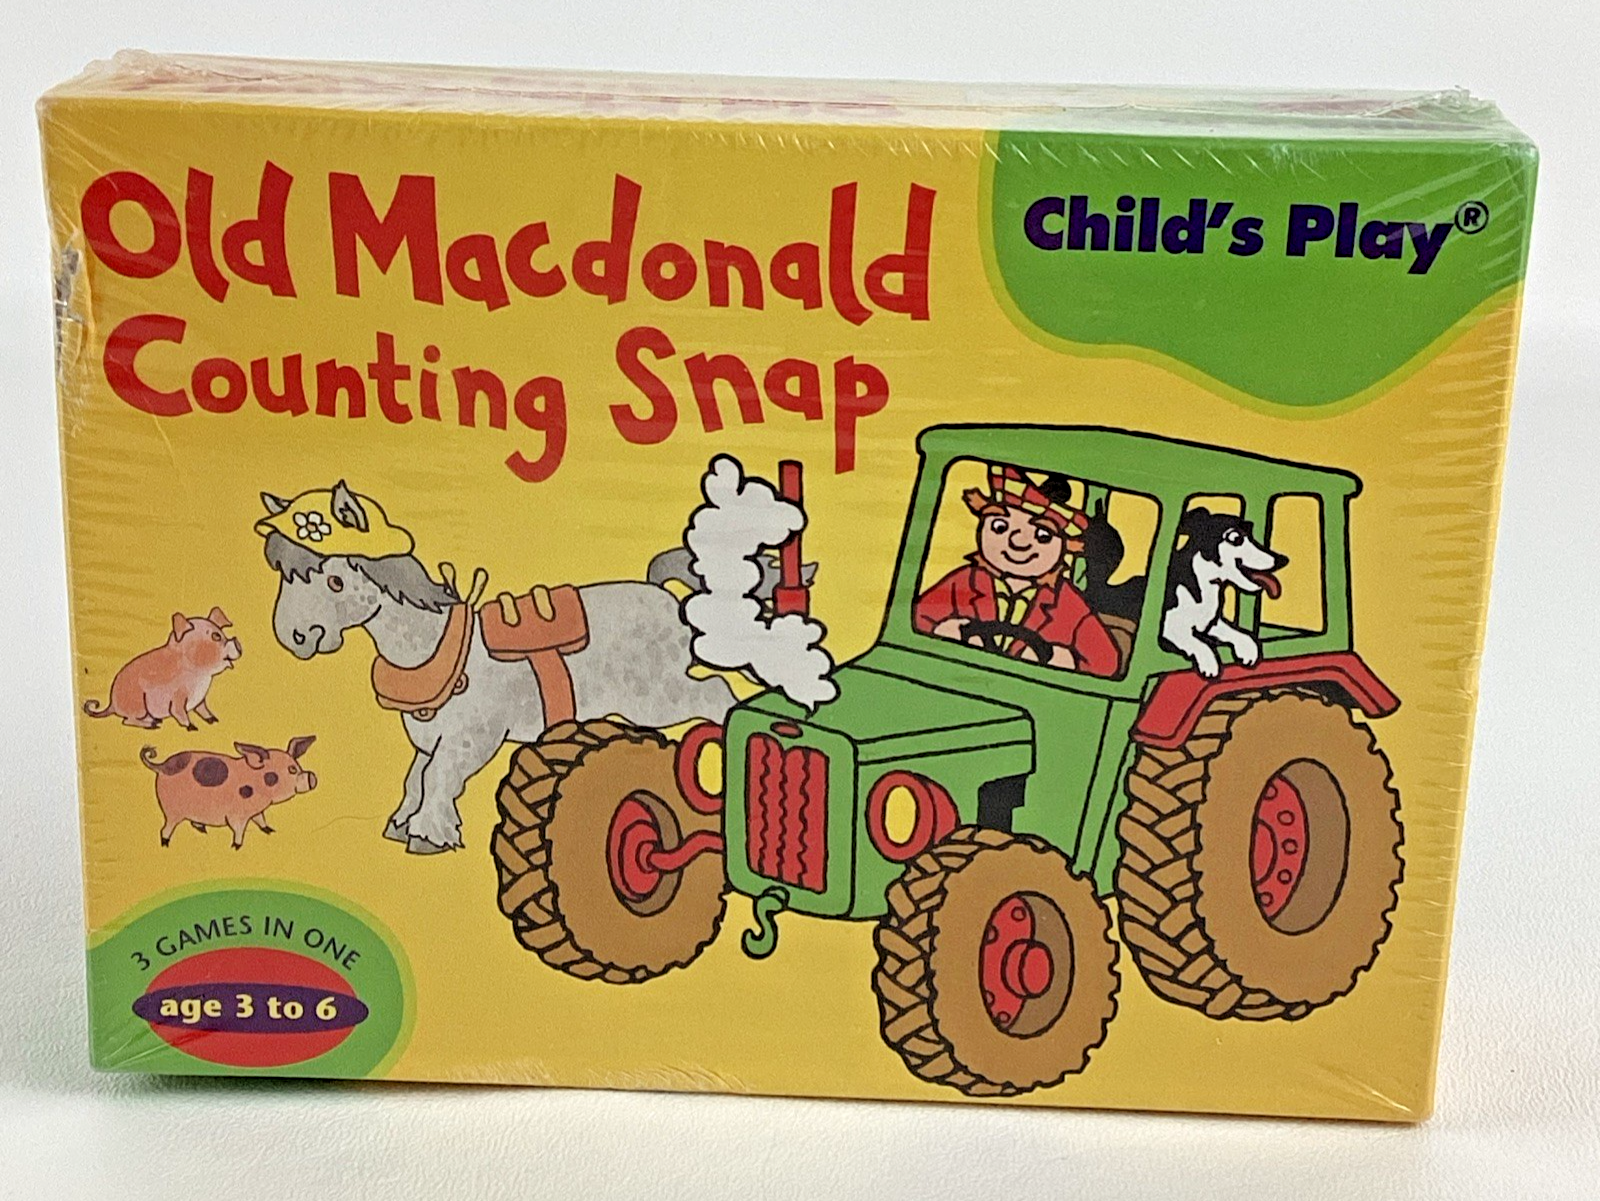 Old Macdonald
Counting Snap
Child's Play®
3 GAMES IN ONE
age 3 to 6